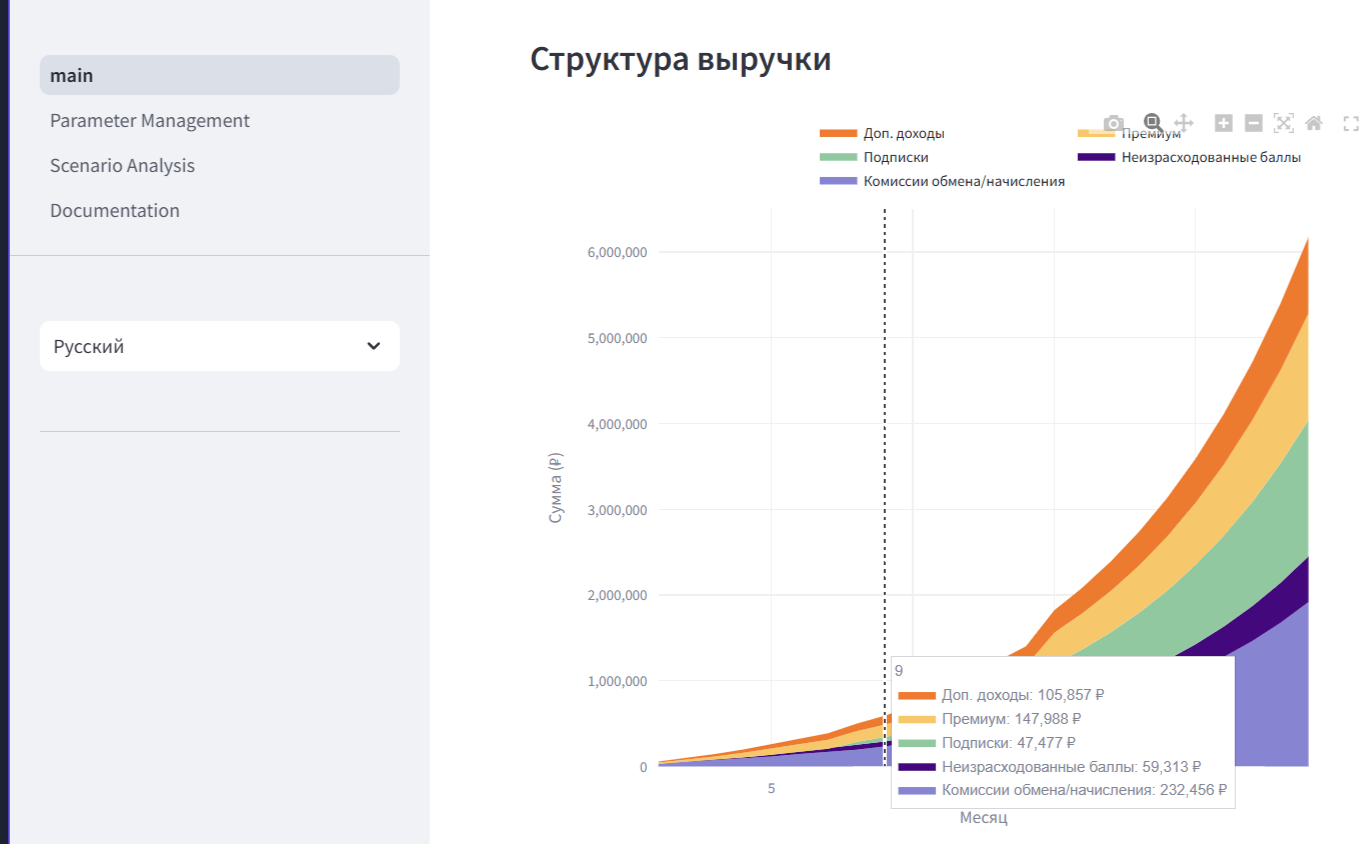 main
Parameter Management
Scenario Analysis
Documentation
Русский
Структура выручки
Доп. доходы
Премиум
Подписки
Неизрасходованные баллы
Комиссии обмена/начисления
6,000,000
5,000,000
4,000,000
3,000,000
2,000,000
1,000,000
0
Сумма (₽)
5
Месяц
9
Доп. доходы: 105,857 ₽
Премиум: 147,988 ₽
Подписки: 47,477 ₽
Неизрасходованные баллы: 59,313 ₽
Комиссии обмена/начисления: 232,456 ₽